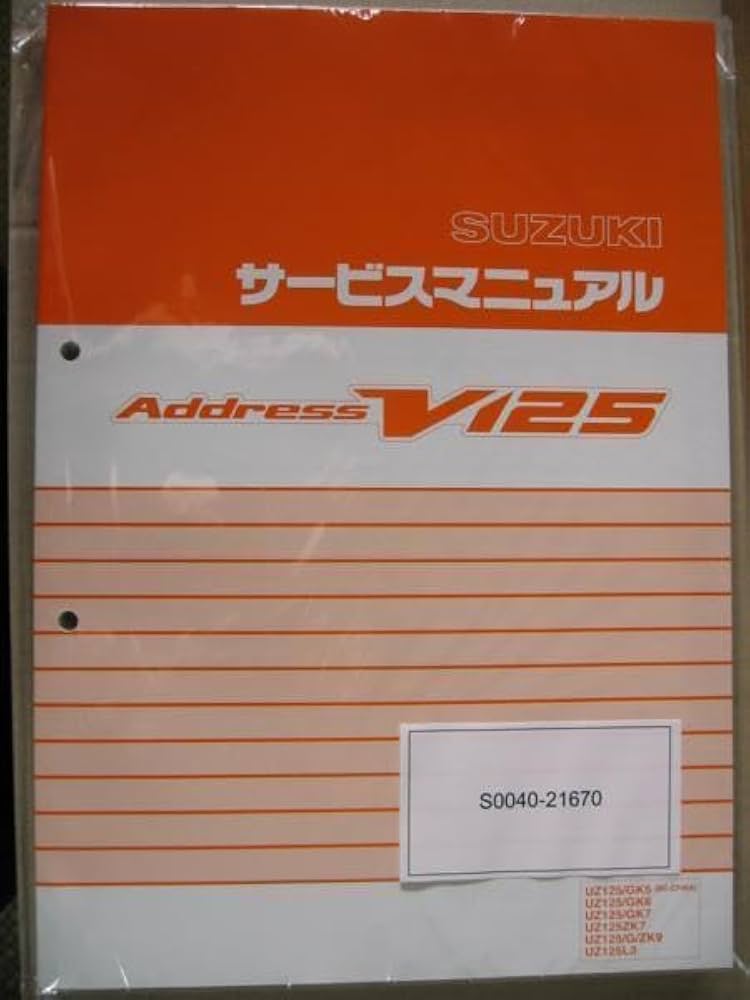 SUZUKI
サービスマニュアル
Address V125
S0040-21670
UZ125/GK5
UZ125/GK6
UZ125/GK7
UZ125ZK7
UZ125/G/ZK9
UZ125L3